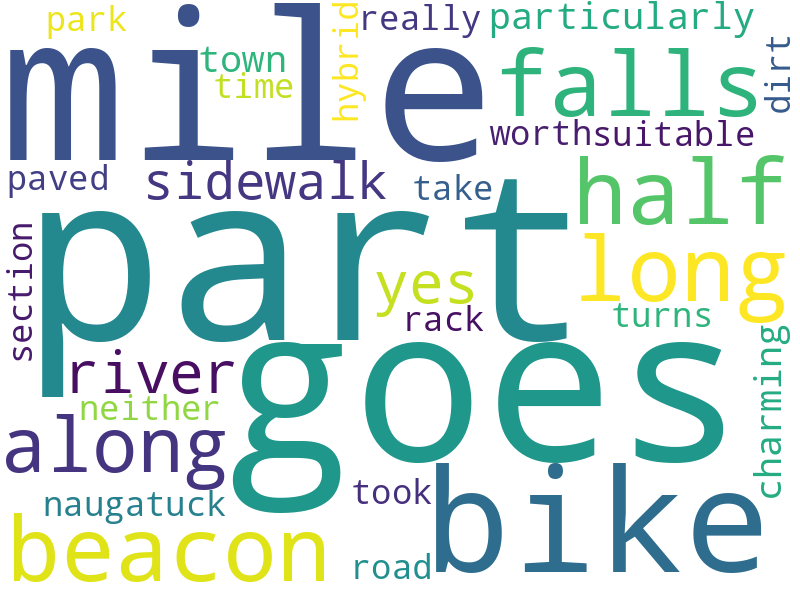 park
really
particularly
mile
hybrid
town
time
falls
dirt
worth
suitable
paved
sidewalk
take
half
part
section
yes
long
rack
turns
river
goes
neither
charming
along
bike
naugatuck
took
beacon
road